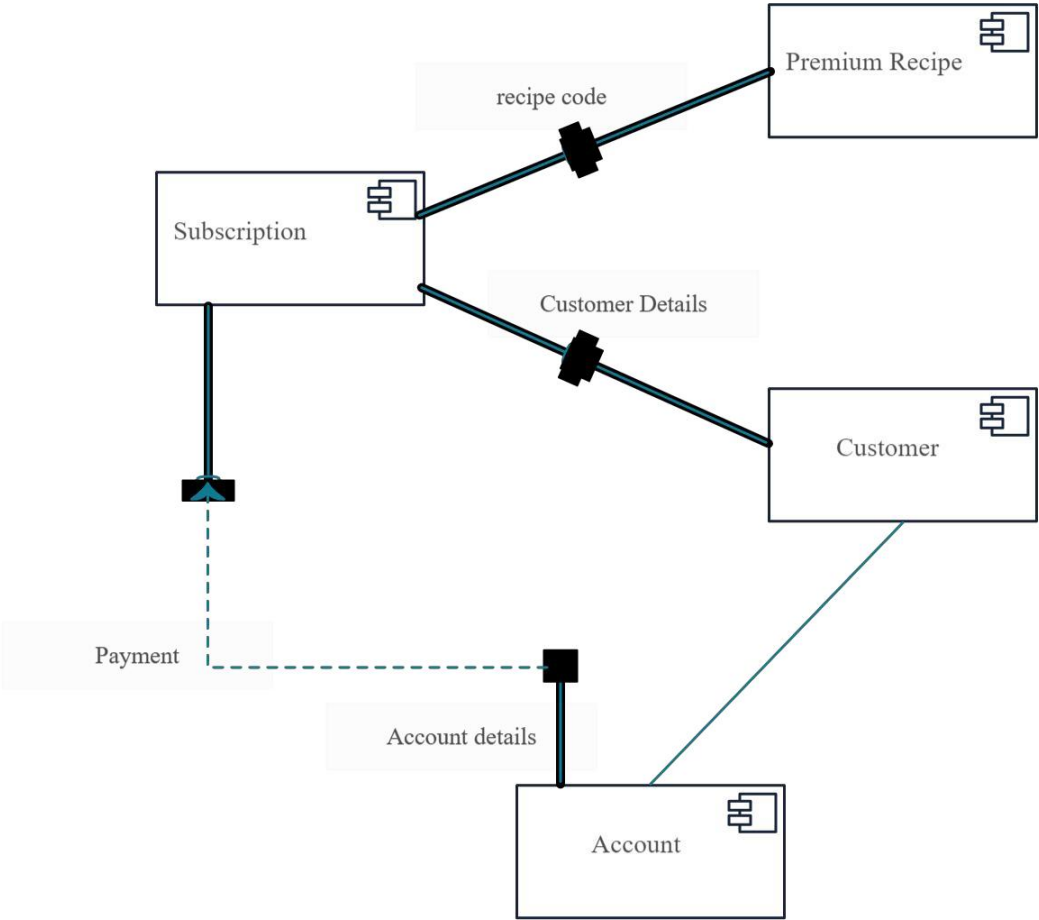 Premium Recipe
recipe code
Subscription
Customer Details
Customer
Payment
Account details
Account